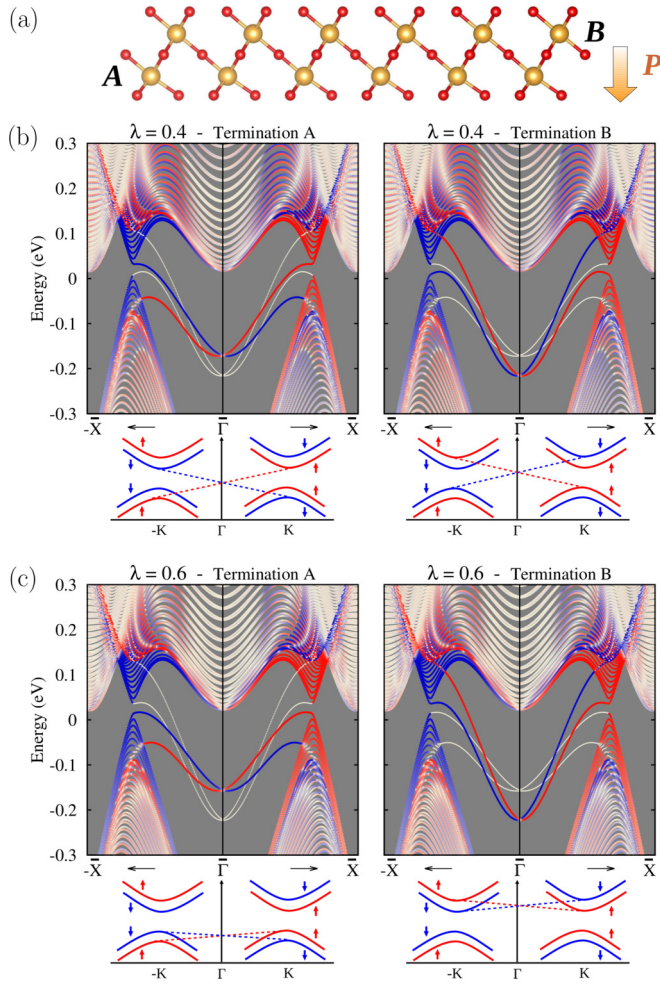 (a)
A
B
P
(b)
λ = 0.4 - Termination A
λ = 0.4 - Termination B
Energy (eV)
0.3
0.2
0.1
0
-0.1
-0.2
-0.3
-X̄
Γ̄
X̄
-X̄
Γ̄
X̄
-K
Γ
K
-K
Γ
K
(c)
λ = 0.6 - Termination A
λ = 0.6 - Termination B
Energy (eV)
0.3
0.2
0.1
0
-0.1
-0.2
-0.3
-X̄
Γ̄
X̄
-X̄
Γ̄
X̄
-K
Γ
K
-K
Γ
K